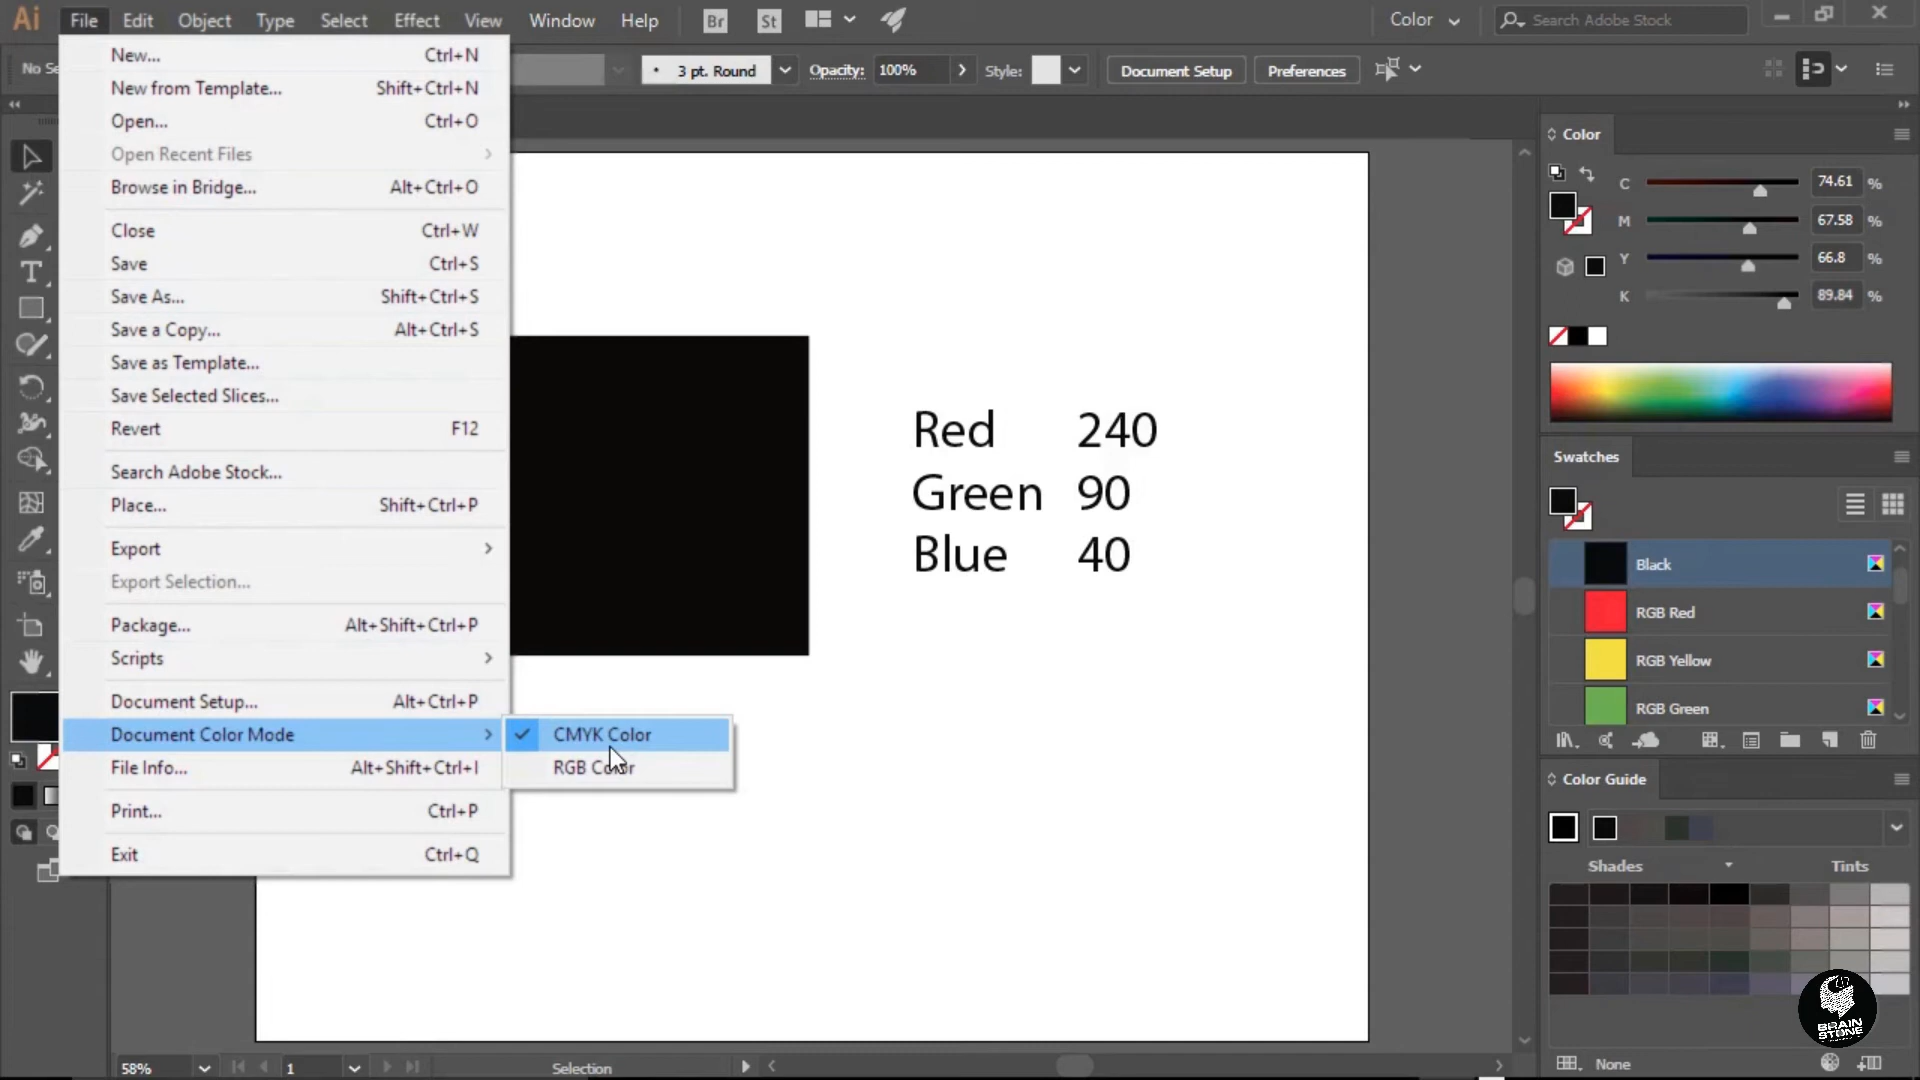 Ai File Edit Object Type Select Effect View Window Help Br St Color Search Adobe Stock
No Se 3 pt. Round Opacity: 100% Style: Document Setup Preferences
New... Ctrl+N
New from Template... Shift+Ctrl+N
Open... Ctrl+O
Open Recent Files
Browse in Bridge... Alt+Ctrl+O
Close Ctrl+W
Save Ctrl+S
Save As... Shift+Ctrl+S
Save a Copy... Alt+Ctrl+S
Save as Template...
Save Selected Slices...
Revert F12
Search Adobe Stock...
Place... Shift+Ctrl+P
Export
Export Selection...
Package... Alt+Shift+Ctrl+P
Scripts
Document Setup... Alt+Ctrl+P
Document Color Mode
File Info... Alt+Shift+Ctrl+I
Print... Ctrl+P
Exit Ctrl+Q
CMYK Color
RGB Color
Red 240
Green 90
Blue 40
Color
C 74.61 %
M 67.58 %
Y 66.8 %
K 89.84 %
Swatches
Black
RGB Red
RGB Yellow
RGB Green
Color Guide
Shades Tints
None
BRAIN
STONE
58% 1 Selection